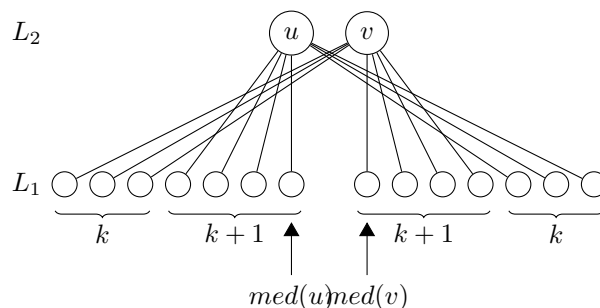 L₂ u v
L₁
k k + 1 k + 1 k
med(u)med(v)